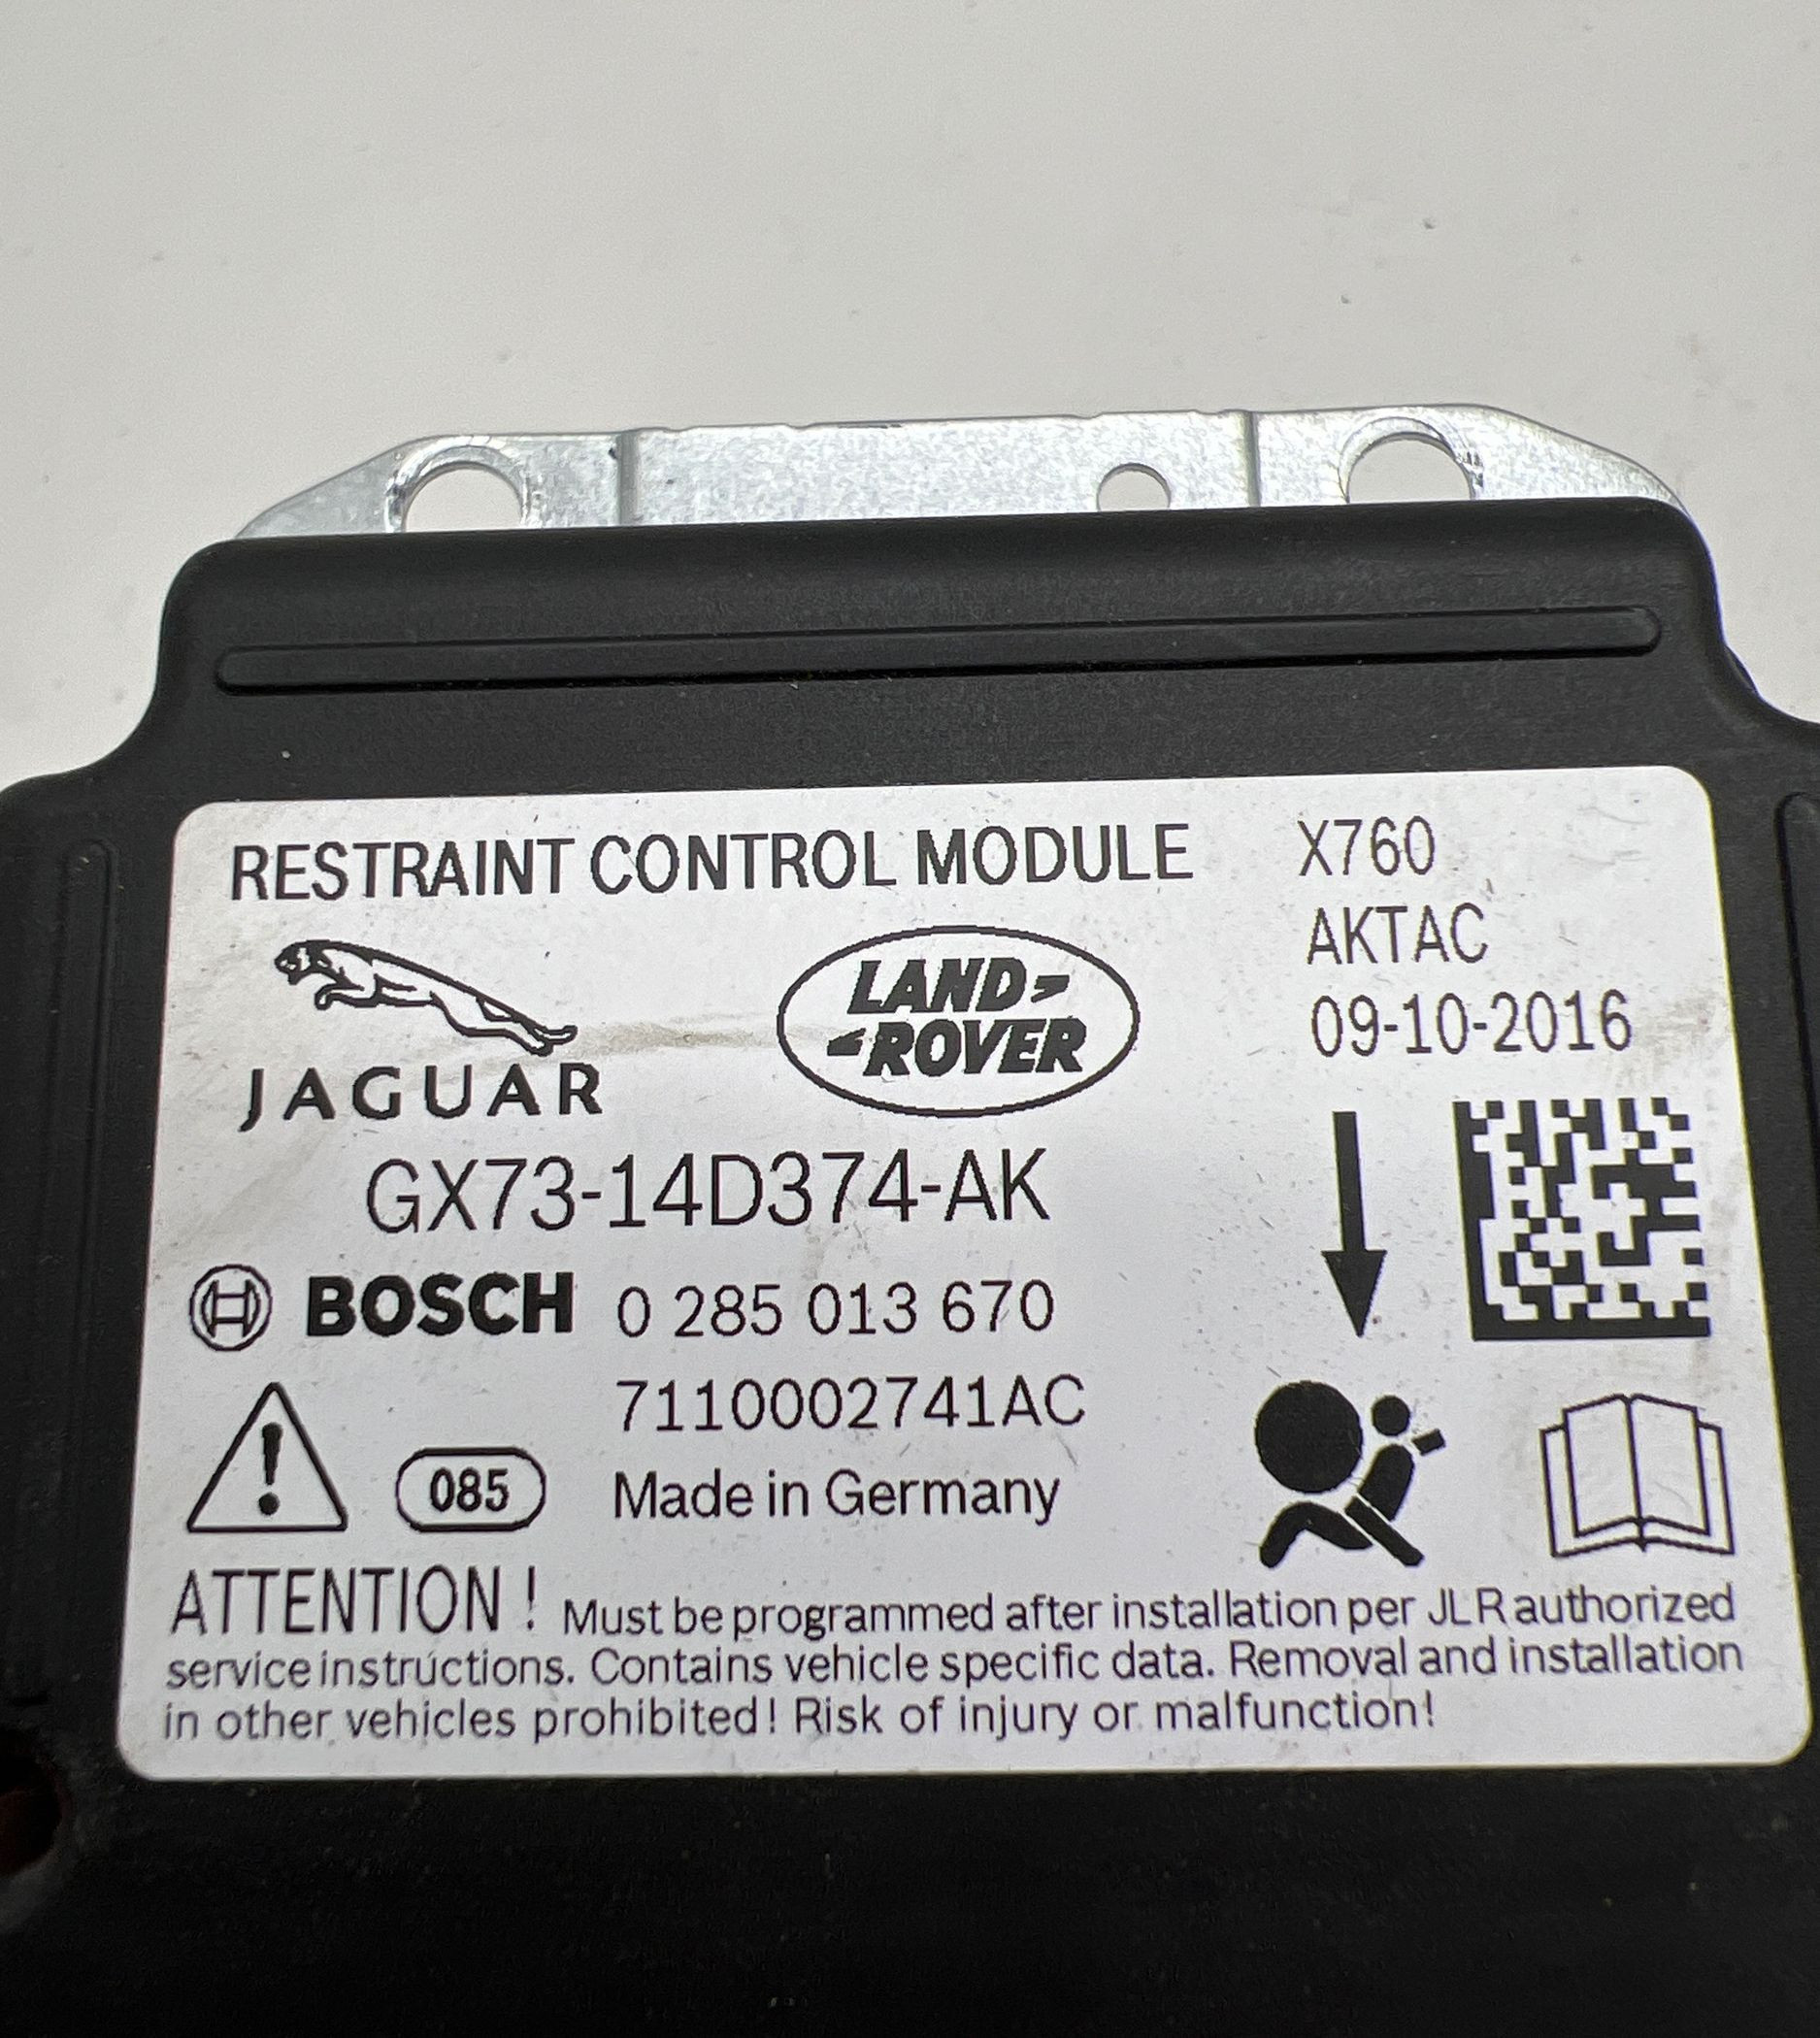 RESTRAINT CONTROL MODULE
X760
AKTAC
09-10-2016
JAGUAR
LAND
ROVER
GX73-14D374-AK
BOSCH 0 285 013 670
7110002741AC
085
Made in Germany
ATTENTION ! Must be programmed after installation per JLR authorized
service instructions. Contains vehicle specific data. Removal and installation
in other vehicles prohibited! Risk of injury or malfunction!